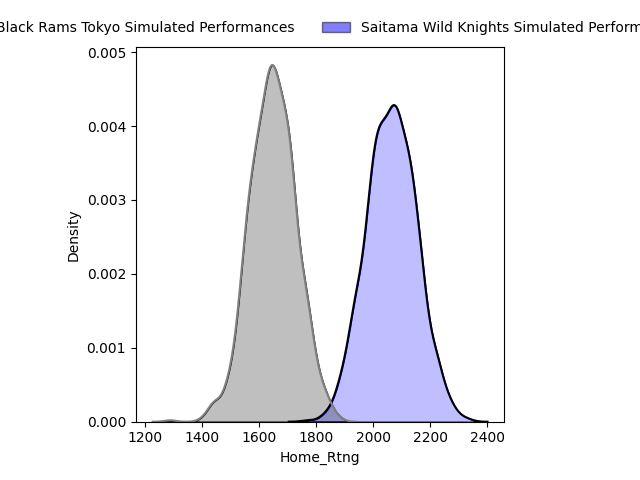 Black Rams Tokyo Simulated Performances
Saitama Wild Knights Simulated Perform
0.005
0.004
0.003
0.002
0.001
0.000
Density
1200 1400 1600 1800 2000 2200 2400
Home_Rtng